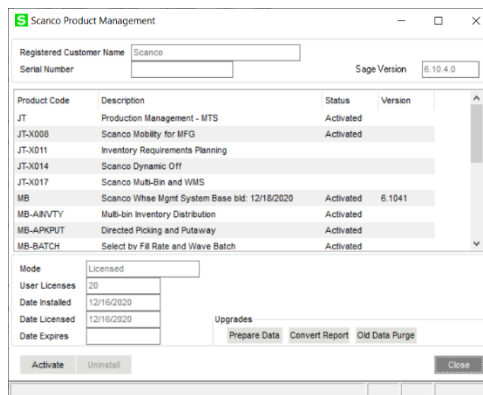 S Scanco Product Management
Registered Customer Name Scanco
Serial Number Sage Version 6.10.4.0
Product Code Description Status Version
JT Production Management - MTS Activated
JT-X008 Scanco Mobility for MFG Activated
JT-X011 Inventory Requirements Planning
JT-X014 Scanco Dynamic Off
JT-X017 Scanco Multi-Bin and WMS
MB Scanco Whse Mgmt System Base bld: 12/18/2020 Activated 6.1041
MB-AINVTY Multi-bin Inventory Distribution Activated
MB-APKPUT Directed Picking and Putaway Activated
MB-BATCH Select by Fill Rate and Wave Batch Activated
Mode Licensed
User Licenses 20
Date Installed 12/16/2020
Date Licensed 12/16/2020 Upgrades
Date Expires Prepare Data Convert Report Old Data Purge
Activate Uninstall Close